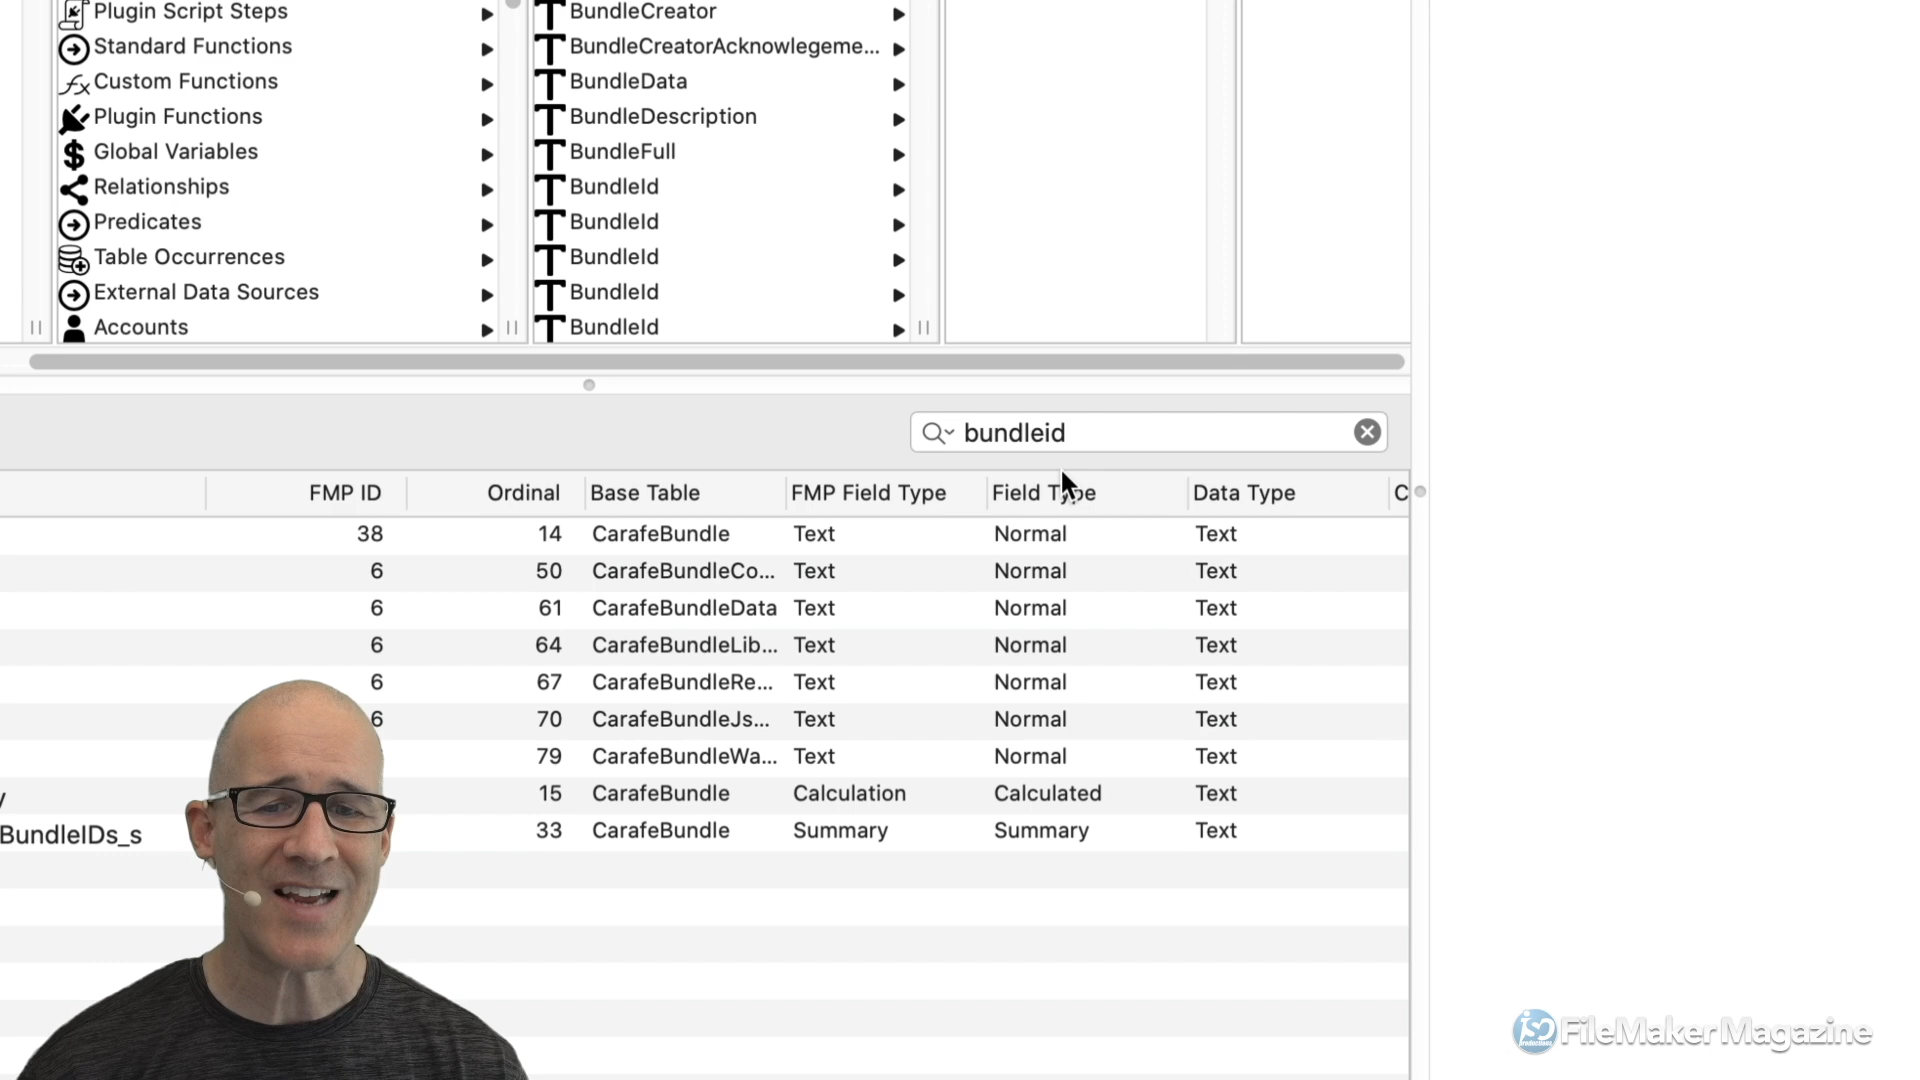 Plugin Script Steps
Standard Functions
Custom Functions
Plugin Functions
Global Variables
Relationships
Predicates
Table Occurrences
External Data Sources
Accounts
BundleCreator
BundleCreatorAcknowlegeme...
BundleData
BundleDescription
BundleFull
BundleId
BundleId
BundleId
BundleId
BundleId
bundleid
FMP ID Ordinal Base Table FMP Field Type Field Type Data Type C
38 14 CarafeBundle Text Normal Text
6 50 CarafeBundleCo... Text Normal Text
6 61 CarafeBundleData Text Normal Text
6 64 CarafeBundleLib... Text Normal Text
6 67 CarafeBundleRe... Text Normal Text
6 70 CarafeBundleJs... Text Normal Text
79 CarafeBundleWa... Text Normal Text
15 CarafeBundle Calculation Calculated Text
BundleIDs_s 33 CarafeBundle Summary Summary Text
iso productions FileMaker Magazine